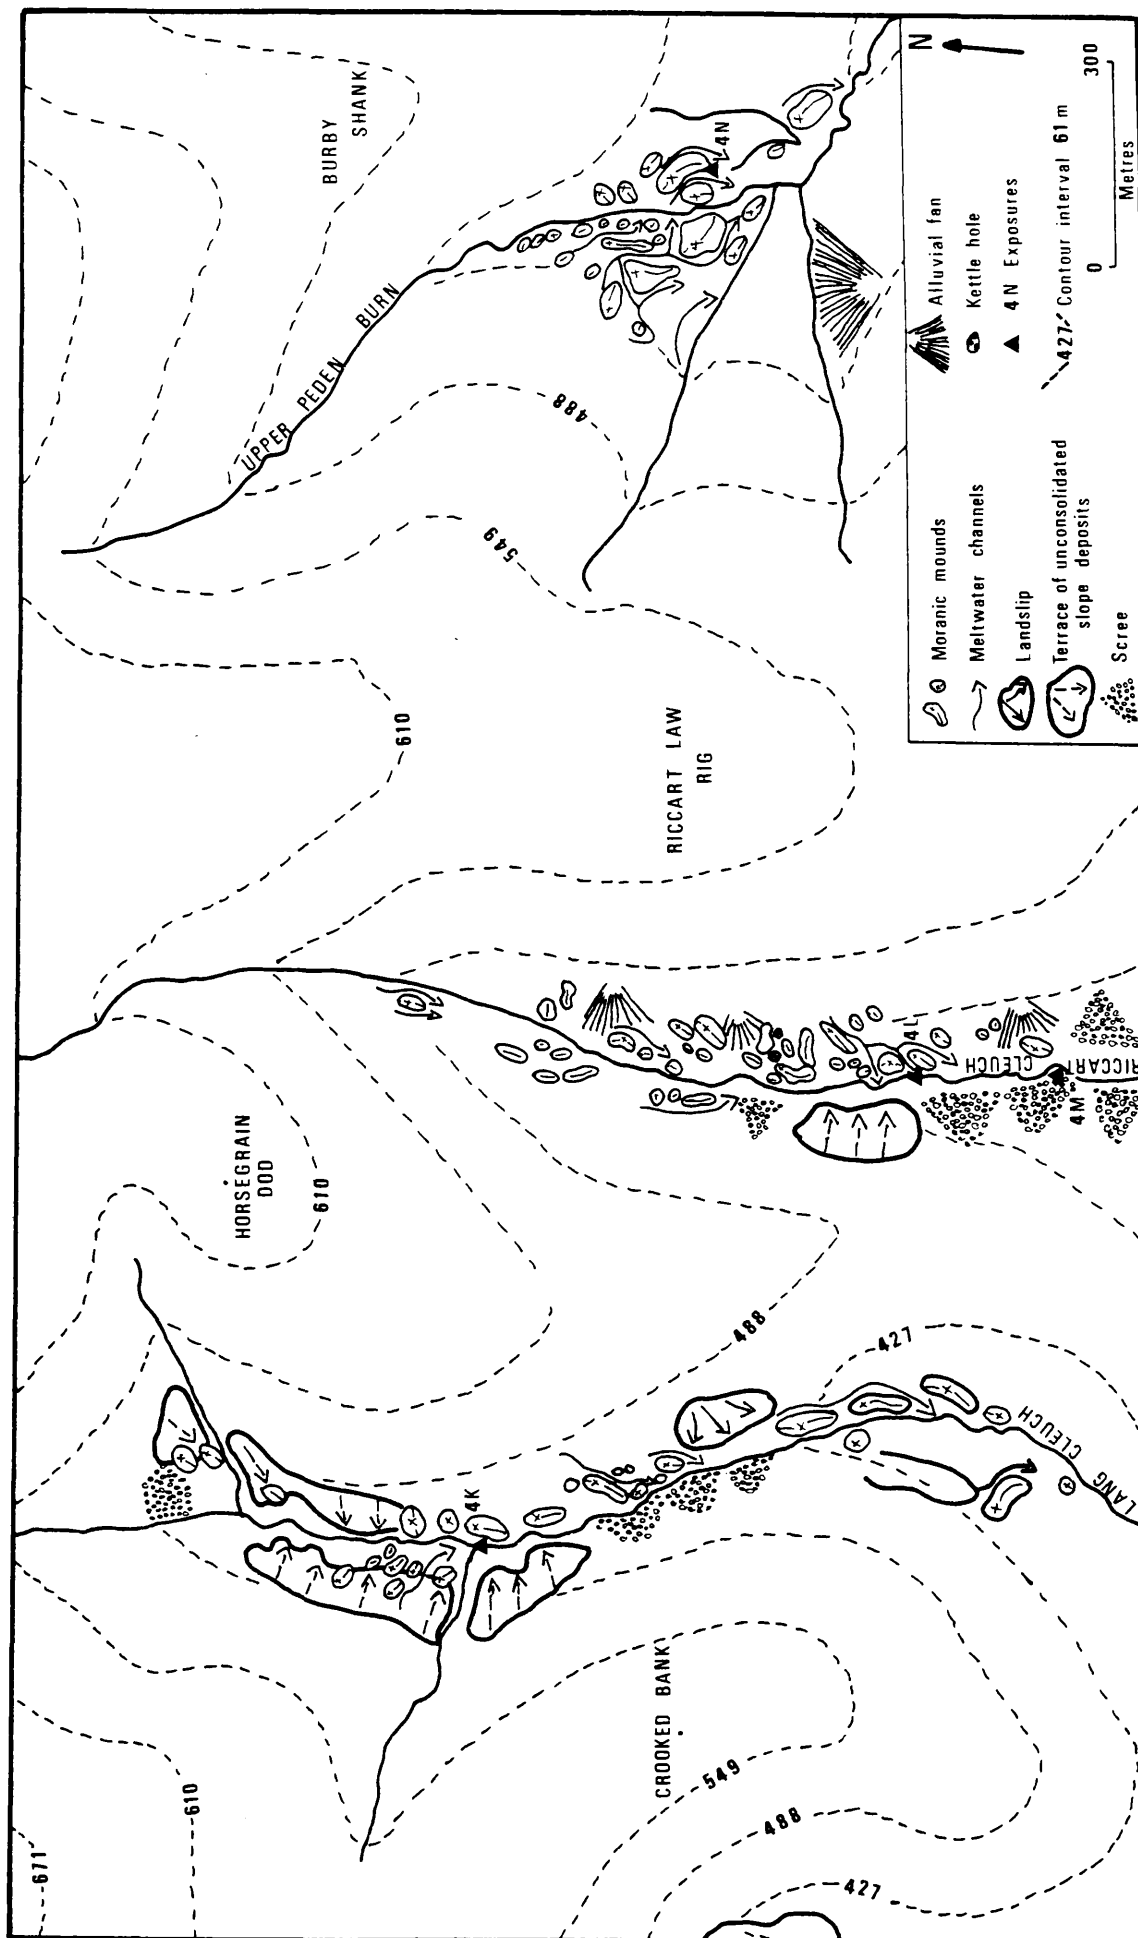 671
610
549
488
427
CROOKED BANK
4K
LANG
CLEUCH
427
488
HORSEGRAIN
DOD
610
4M
RICCART
CLEUCH
4L
610
RICCART LAW
RIG
549
488
UPPER PEDEN BURN
BURBY
SHANK
4N
N
Moranic mounds
Meltwater channels
Landslip
Terrace of unconsolidated
slope deposits
Scree
Alluvial fan
Kettle hole
4N Exposures
427 Contour interval 61 m
0 300
Metres